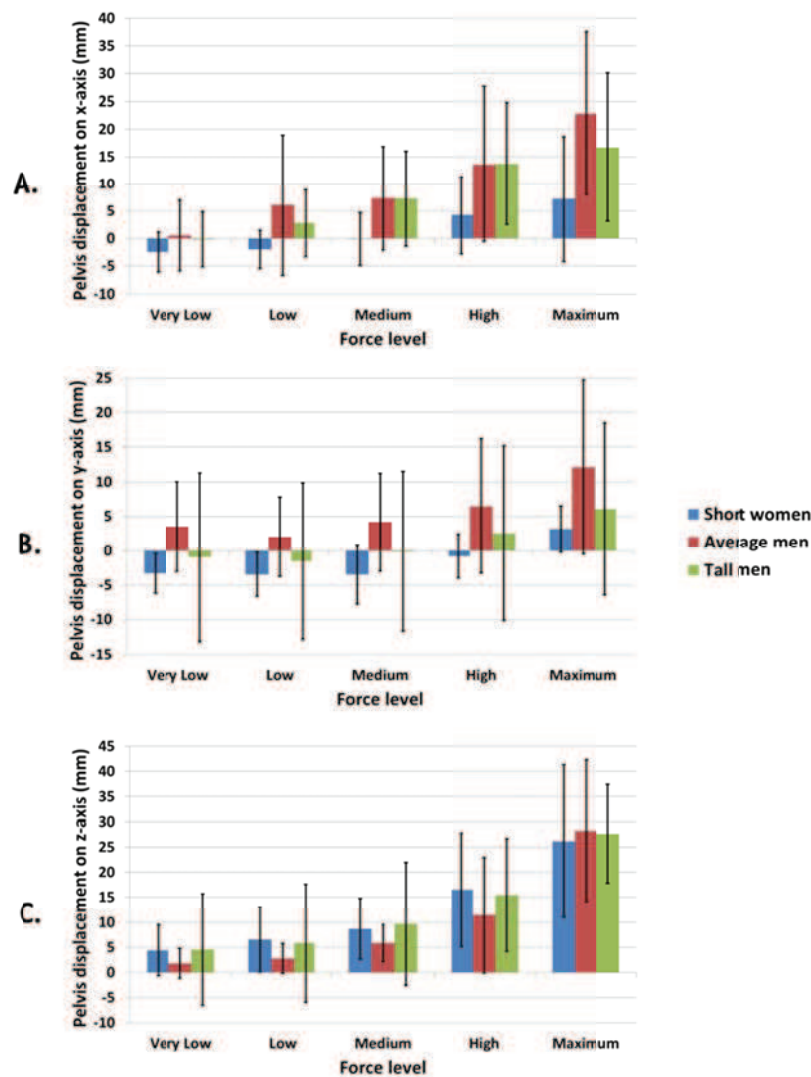 A.
Pelvis displacement on x-axis (mm)
40
35
30
25
20
15
10
5
0
-5
-10
Very Low Low Medium High Maximum
Force level
B.
Pelvis displacement on y-axis (mm)
25
20
15
10
5
0
-5
-10
-15
Very Low Low Medium High Maximum
Force level
Short women
Average men
Tall men
C.
Pelvis displacement on z-axis (mm)
45
40
35
30
25
20
15
10
5
0
-5
-10
Very Low Low Medium High Maximum
Force level